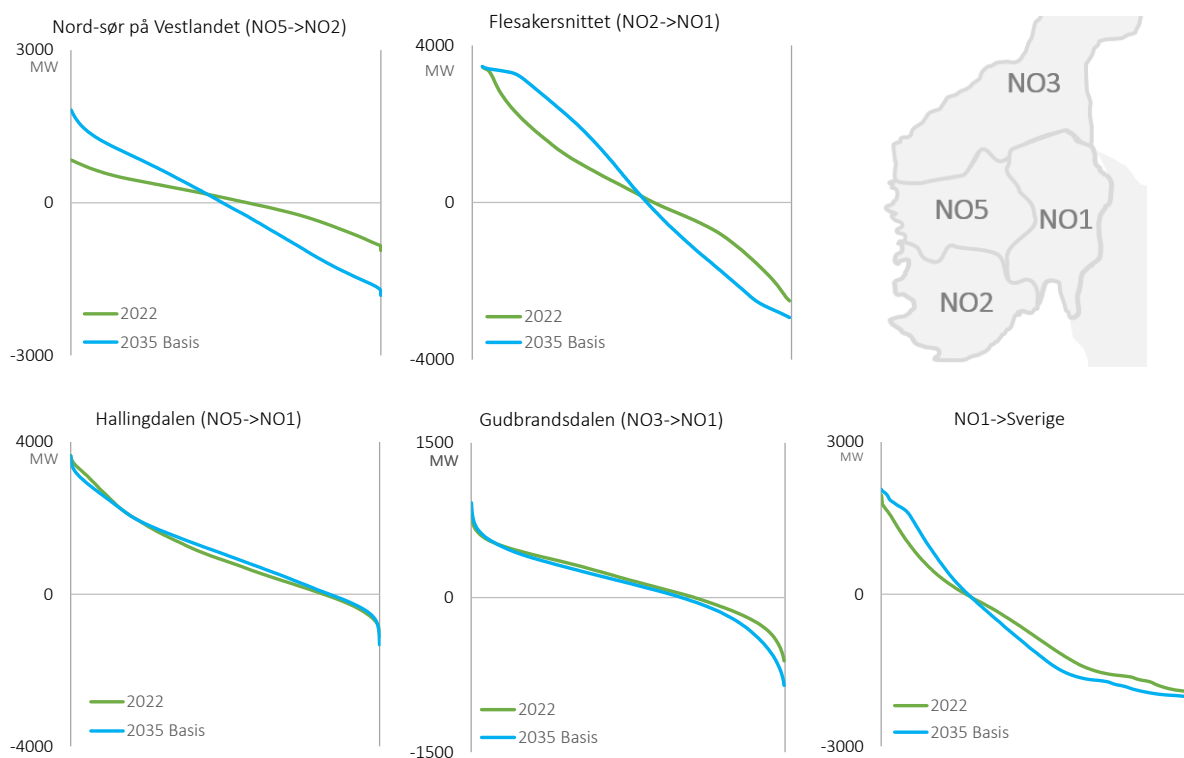 Nord-sør på Vestlandet (NO5->NO2)
3000
MW
0
-3000
2022
2035 Basis
Flesakersnittet (NO2->NO1)
4000
MW
0
-4000
2022
2035 Basis
NO3
NO5
NO1
NO2
Hallingdalen (NO5->NO1)
4000
MW
0
-4000
2022
2035 Basis
Gudbrandsdalen (NO3->NO1)
1500
MW
0
-1500
2022
2035 Basis
NO1->Sverige
3000
MW
0
-3000
2022
2035 Basis